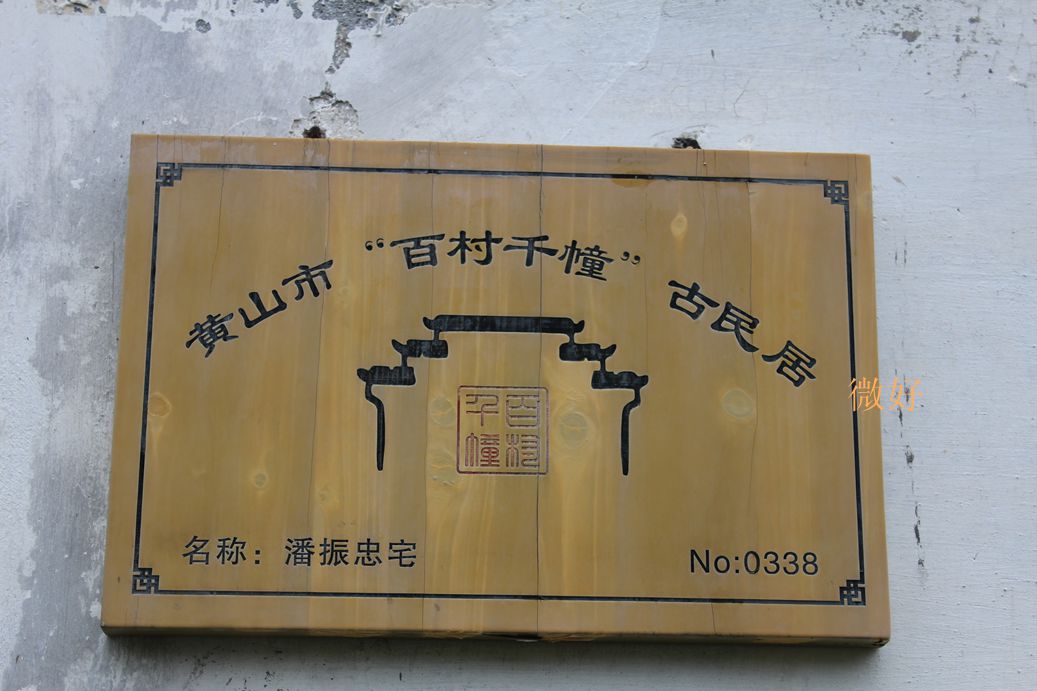 黄山市“百村千幢”古民居
百村
千幢
名称：潘振忠宅
No:0338
微好